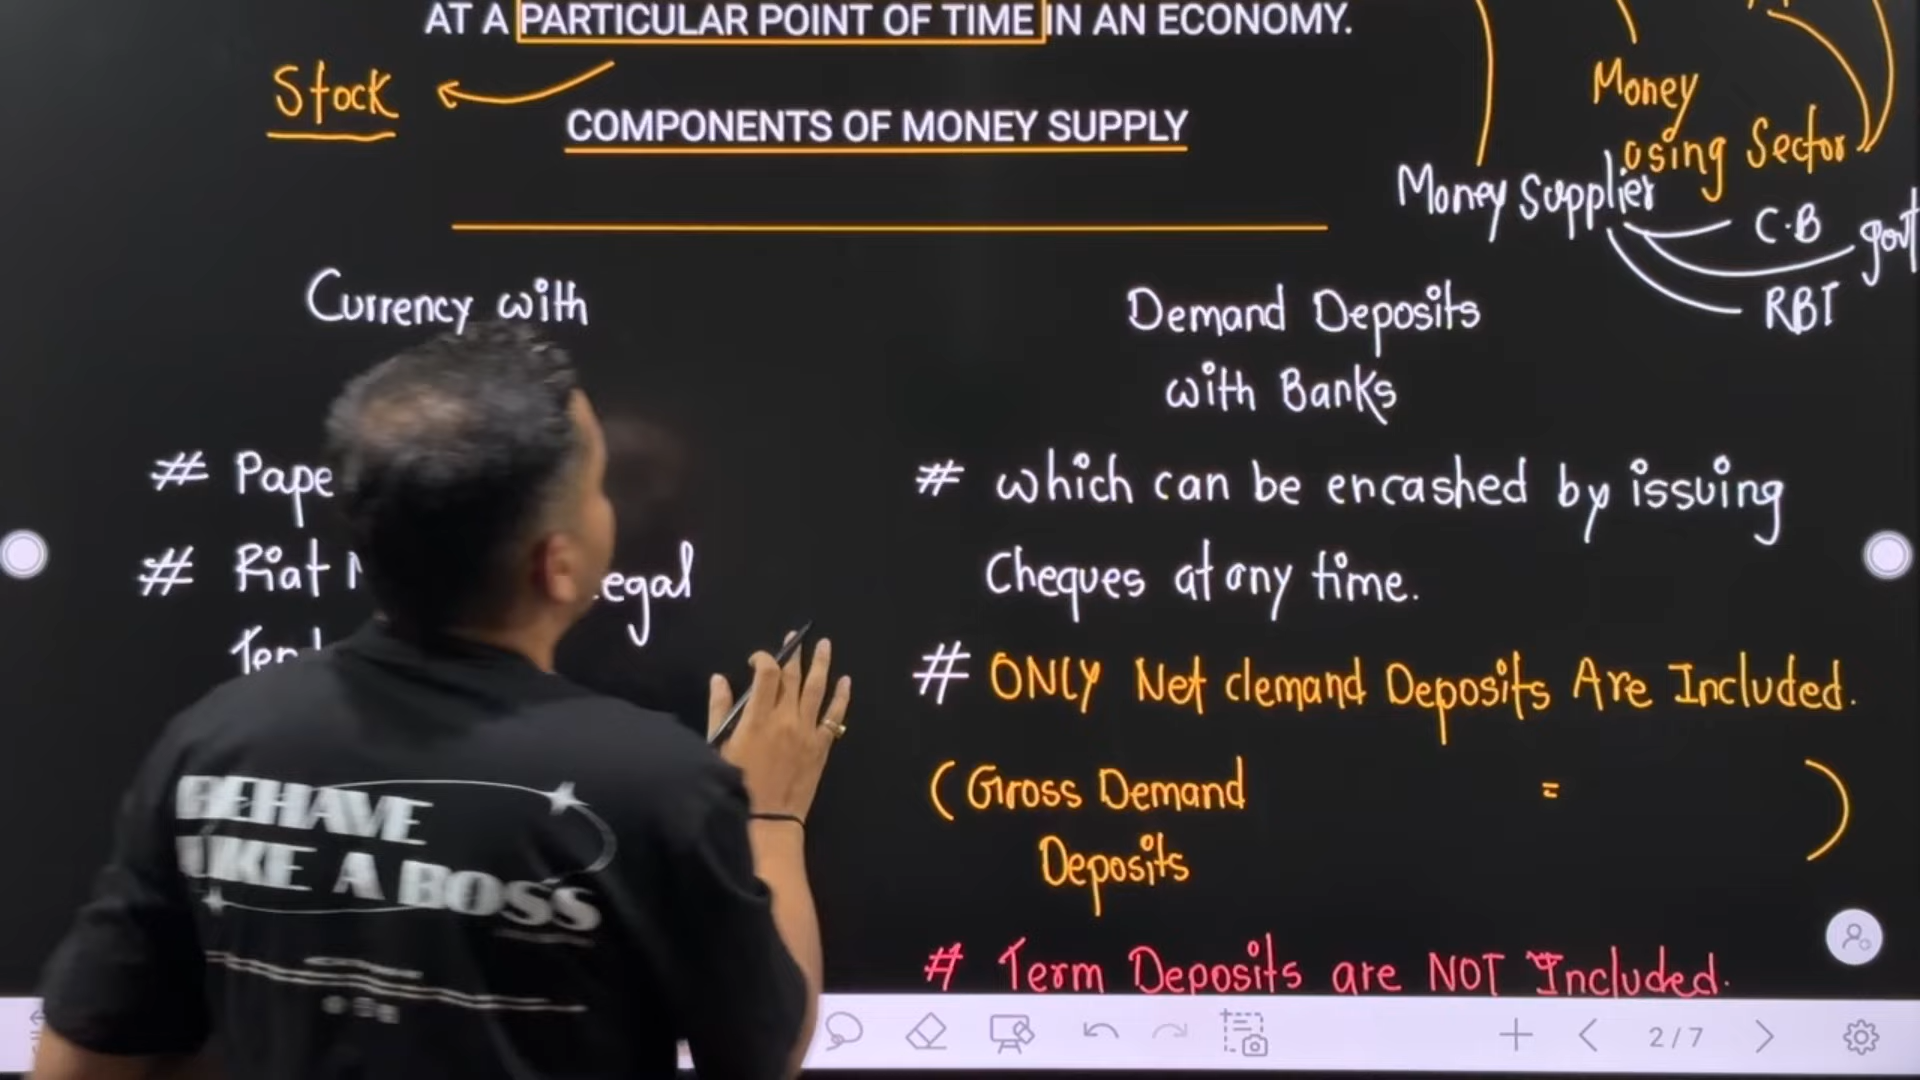 AT A PARTICULAR POINT OF TIME IN AN ECONOMY.
Stock
COMPONENTS OF MONEY SUPPLY
Money
using Sector
Money Supplier
C.B
govt
RBI
Currency with
Demand Deposits
with Banks
# Pape
# which can be encashed by issuing
Cheques at any time.
# Fiat egal
Ten
# ONLY Net demand Deposits Are Included.
(Gross Demand = )
Deposits
# Term Deposits are NOT Included.
BEHAVE
LIKE A BOSS
2/7